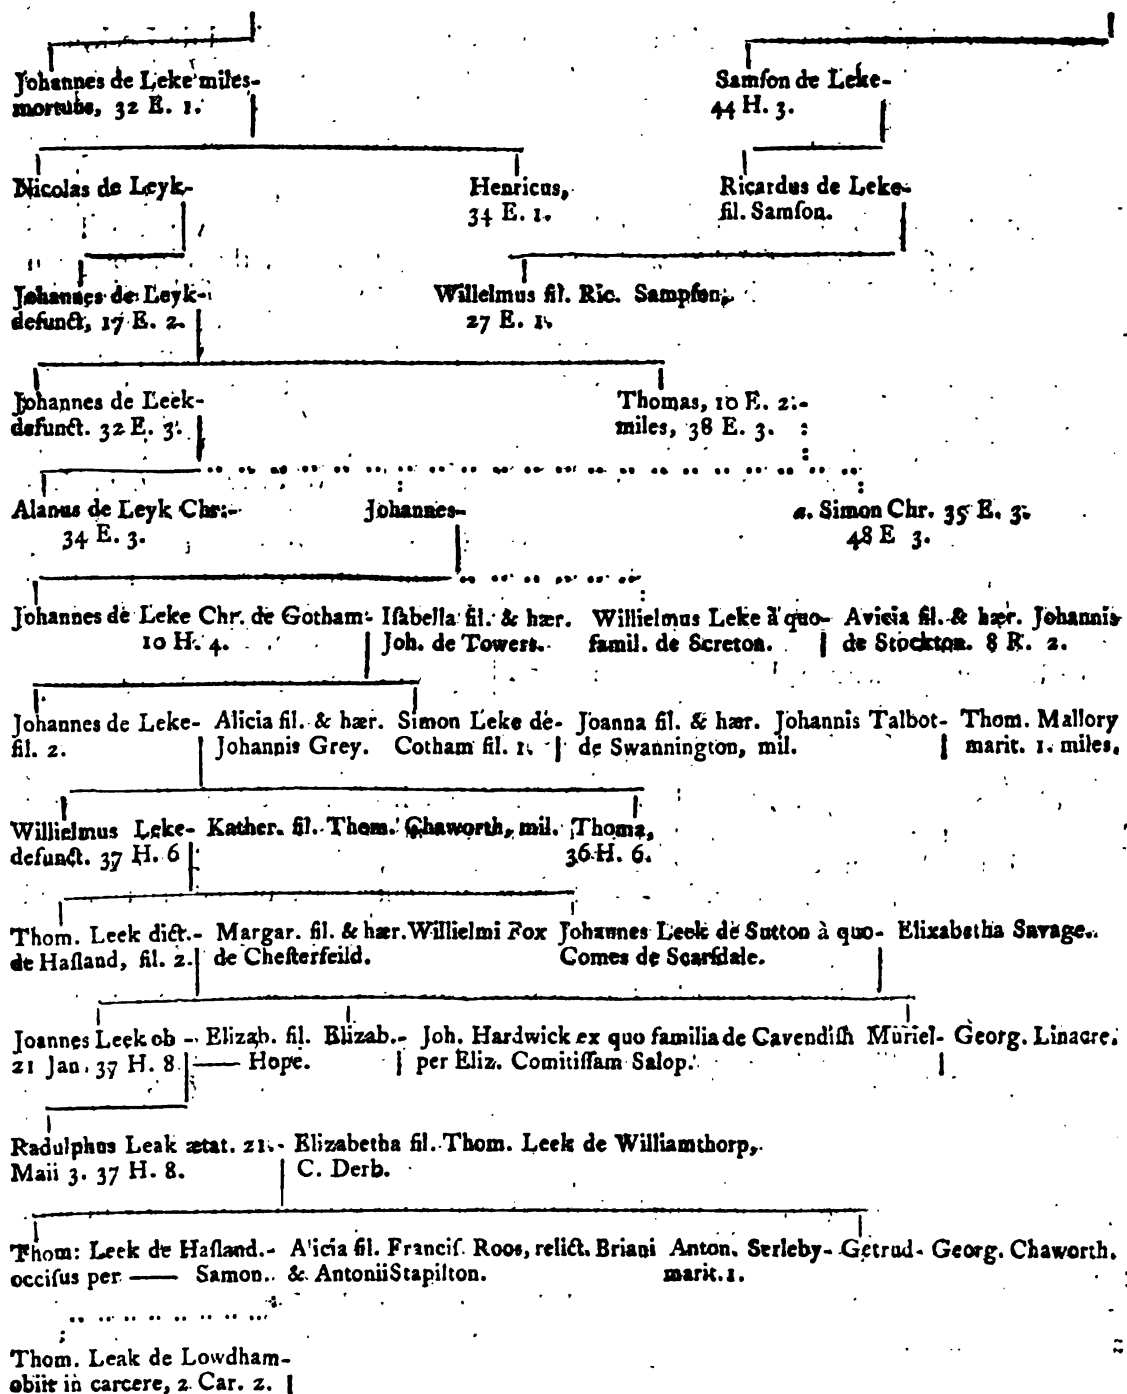 Johannes de Leke miles-
mortuus, 32 E. 1.
Samſon de Leke-
44 H. 3.
Nicolas de Leyk-
Henricus,
34 E. 1.
Ricardus de Leke-
fil. Samſon.
Johannes de Leyk-
defunct, 17 E. 2.
Willelmus fil. Ric. Sampſon,
27 E. 1.
Johannes de Leek-
defunct. 32 E. 3.
Thomas, 10 E. 2.-
miles, 38 E. 3.
Alanus de Leyk Chr.-
34 E. 3.
Johannes-
a. Simon Chr. 35 E. 3.
48 E 3.
Johannes de Leke Chr. de Gotham- Iſabella fil. & hær.
10 H. 4. Joh. de Towers.
Willielmus Leke à quo- Avicia fil. & hær. Johannis
famil. de Screton. de Stockton. 8 R. 2.
Johannes de Leke- Alicia fil. & hær.
fil. 2. Johannis Grey.
Simon Leke de- Joanna fil. & hær. Johannis Talbot- Thom. Mallory
Cotham fil. 1. de Swannington, mil. marit. 1. miles.
Willielmus Leke- Kather. fil. Thom. Chaworth, mil.
defunct. 37 H. 6
Thoma,
36 H. 6.
Thom. Leek dict.- Margar. fil. & hær. Willielmi Fox
de Haſland, fil. 2. de Cheſterfeild.
Johannes Leek de Sutton à quo- Elizabetha Savage.
Comes de Scarſdale.
Joannes Leek ob - Elizab. fil.
21 Jan. 37 H. 8. —— Hope.
Elizab.- Joh. Hardwick ex quo familia de Cavendiſh
per Eliz. Comitiſſam Salop.
Muriel- Georg. Linacre.
Radulphus Leak ætat. 21.- Elizabetha fil. Thom. Leek de Williamthorp,
Maii 3. 37 H. 8. C. Derb.
Thom: Leek de Haſland.- A'icia fil. Franciſ. Roos, relict. Briani
occiſus per —— Samon. & Antonii Stapilton.
Anton. Serleby- Getrud- Georg. Chaworth.
marit. 1.
Thom. Leak de Lowdham-
obiit in carcere, 2 Car. 2.